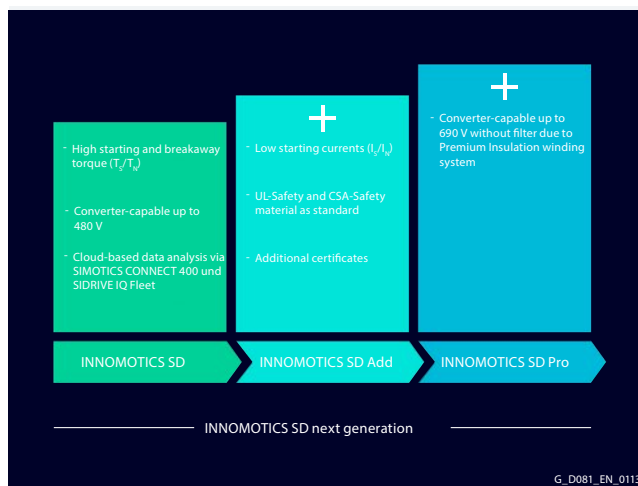 - High starting and breakaway
torque (TS/TN)
- Converter-capable up to
480 V
- Cloud-based data analysis via
SIMOTICS CONNECT 400 und
SIDRIVE IQ Fleet
+
- Low starting currents (IS/IN)
- UL-Safety and CSA-Safety
material as standard
- Additional certificates
+
- Converter-capable up to
690 V without filter due to
Premium Insulation winding
system
INNOMOTICS SD
INNOMOTICS SD Add
INNOMOTICS SD Pro
INNOMOTICS SD next generation
G_D081_EN_0113